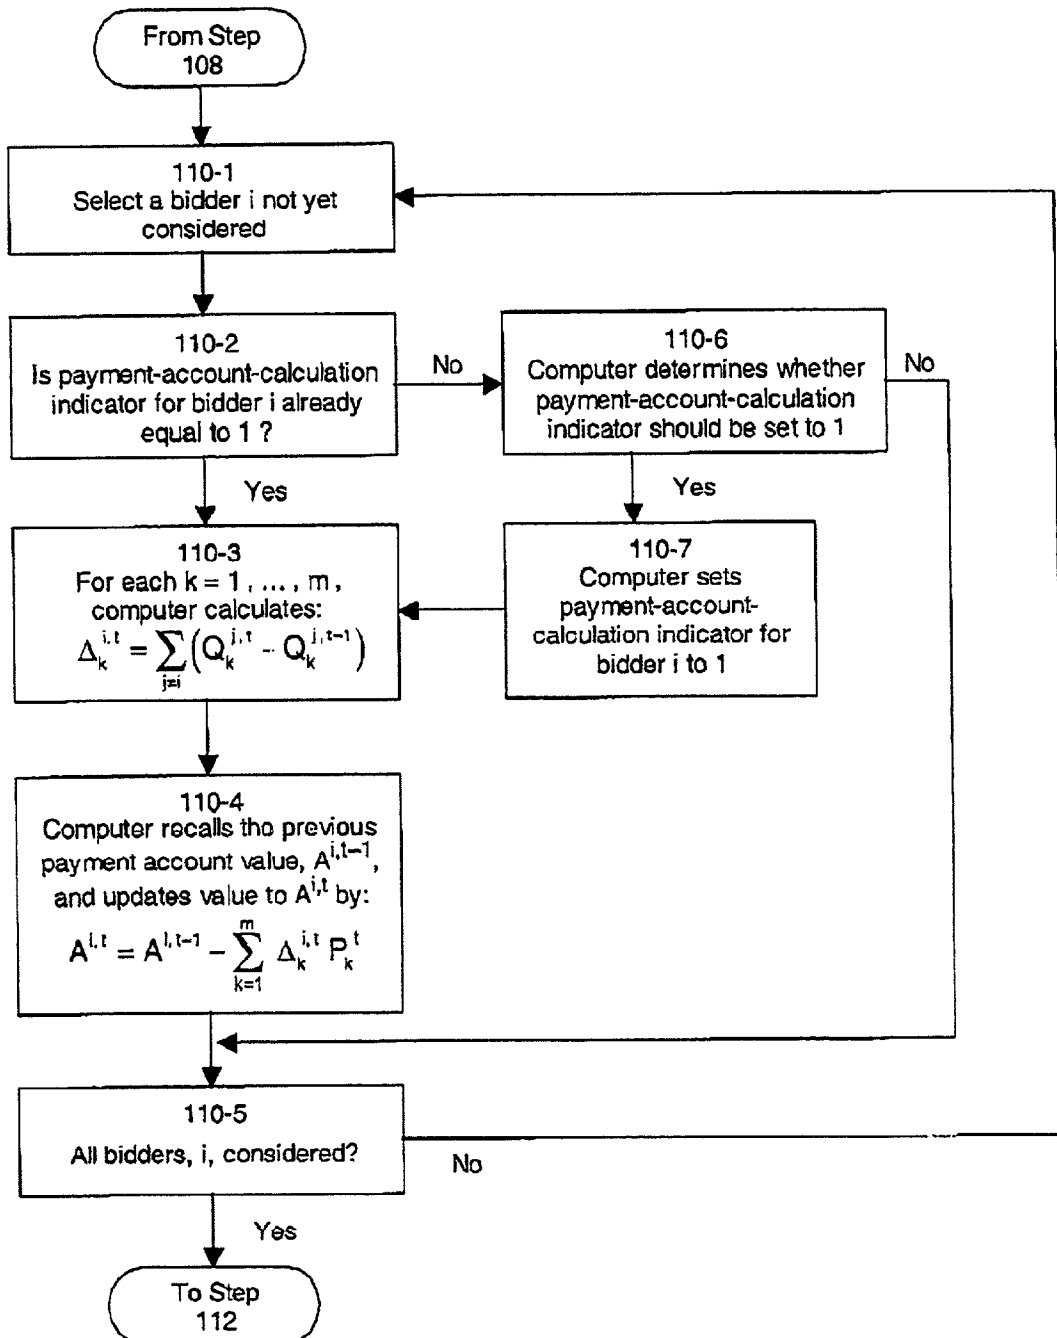 From Step
108
110-1
Select a bidder i not yet
considered
110-2
Is payment-account-calculation
indicator for bidder i already
equal to 1 ?
No
110-6
Computer determines whether
payment-account-calculation
indicator should be set to 1
No
Yes
Yes
110-3
For each k = 1 , ... , m ,
computer calculates:
Δ_k^{i,t} = ∑_{j≠i} (Q_k^{j,t} - Q_k^{j,t-1})
110-7
Computer sets
payment-account-
calculation indicator for
bidder i to 1
110-4
Computer recalls the previous
payment account value, A^{i,t-1},
and updates value to A^{i,t} by:
A^{i,t} = A^{i,t-1} - ∑_{k=1}^{m} Δ_k^{i,t} P_k^t
110-5
All bidders, i, considered?
No
Yes
To Step
112